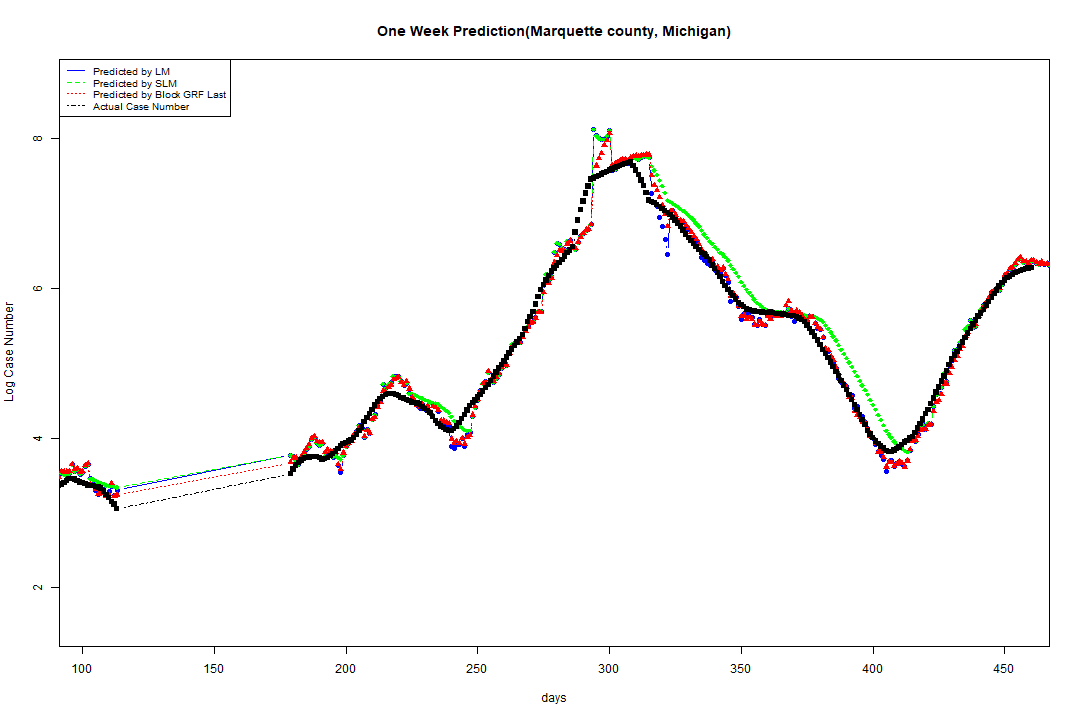 One Week Prediction(Marquette county, Michigan)
Predicted by LM
Predicted by SLM
Predicted by Block GRF Last
Actual Case Number
8
6
4
2
Log Case Number
100 150 200 250 300 350 400 450
days